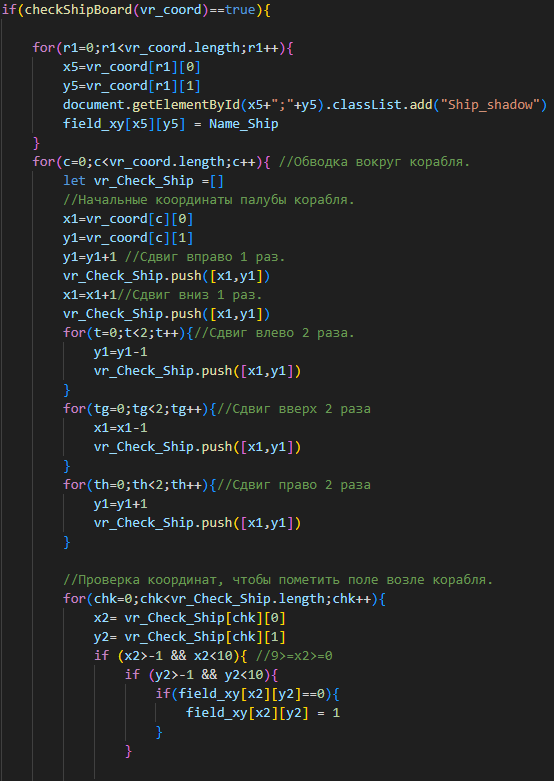 if(checkShipBoard(vr_coord)==true){
for(r1=0;r1<vr_coord.length;r1++){
x5=vr_coord[r1][0]
y5=vr_coord[r1][1]
document.getElementById(x5+";"+y5).classList.add("Ship_shadow")
field_xy[x5][y5] = Name_Ship
}
for(c=0;c<vr_coord.length;c++){ //Обводка вокруг корабля.
let vr_Check_Ship =[]
//Начальные координаты палубы корабля.
x1=vr_coord[c][0]
y1=vr_coord[c][1]
y1=y1+1 //Сдвиг вправо 1 раз.
vr_Check_Ship.push([x1,y1])
x1=x1+1//Сдвиг вниз 1 раз.
vr_Check_Ship.push([x1,y1])
for(t=0;t<2;t++){//Сдвиг влево 2 раза.
y1=y1-1
vr_Check_Ship.push([x1,y1])
}
for(tg=0;tg<2;tg++){//Сдвиг вверх 2 раза
x1=x1-1
vr_Check_Ship.push([x1,y1])
}
for(th=0;th<2;th++){//Сдвиг право 2 раза
y1=y1+1
vr_Check_Ship.push([x1,y1])
}
//Проверка координат, чтобы пометить поле возле корабля.
for(chk=0;chk<vr_Check_Ship.length;chk++){
x2= vr_Check_Ship[chk][0]
y2= vr_Check_Ship[chk][1]
if (x2>-1 && x2<10){ //9>=x2>=0
if (y2>-1 && y2<10){
if(field_xy[x2][y2]==0){
field_xy[x2][y2] = 1
}
}